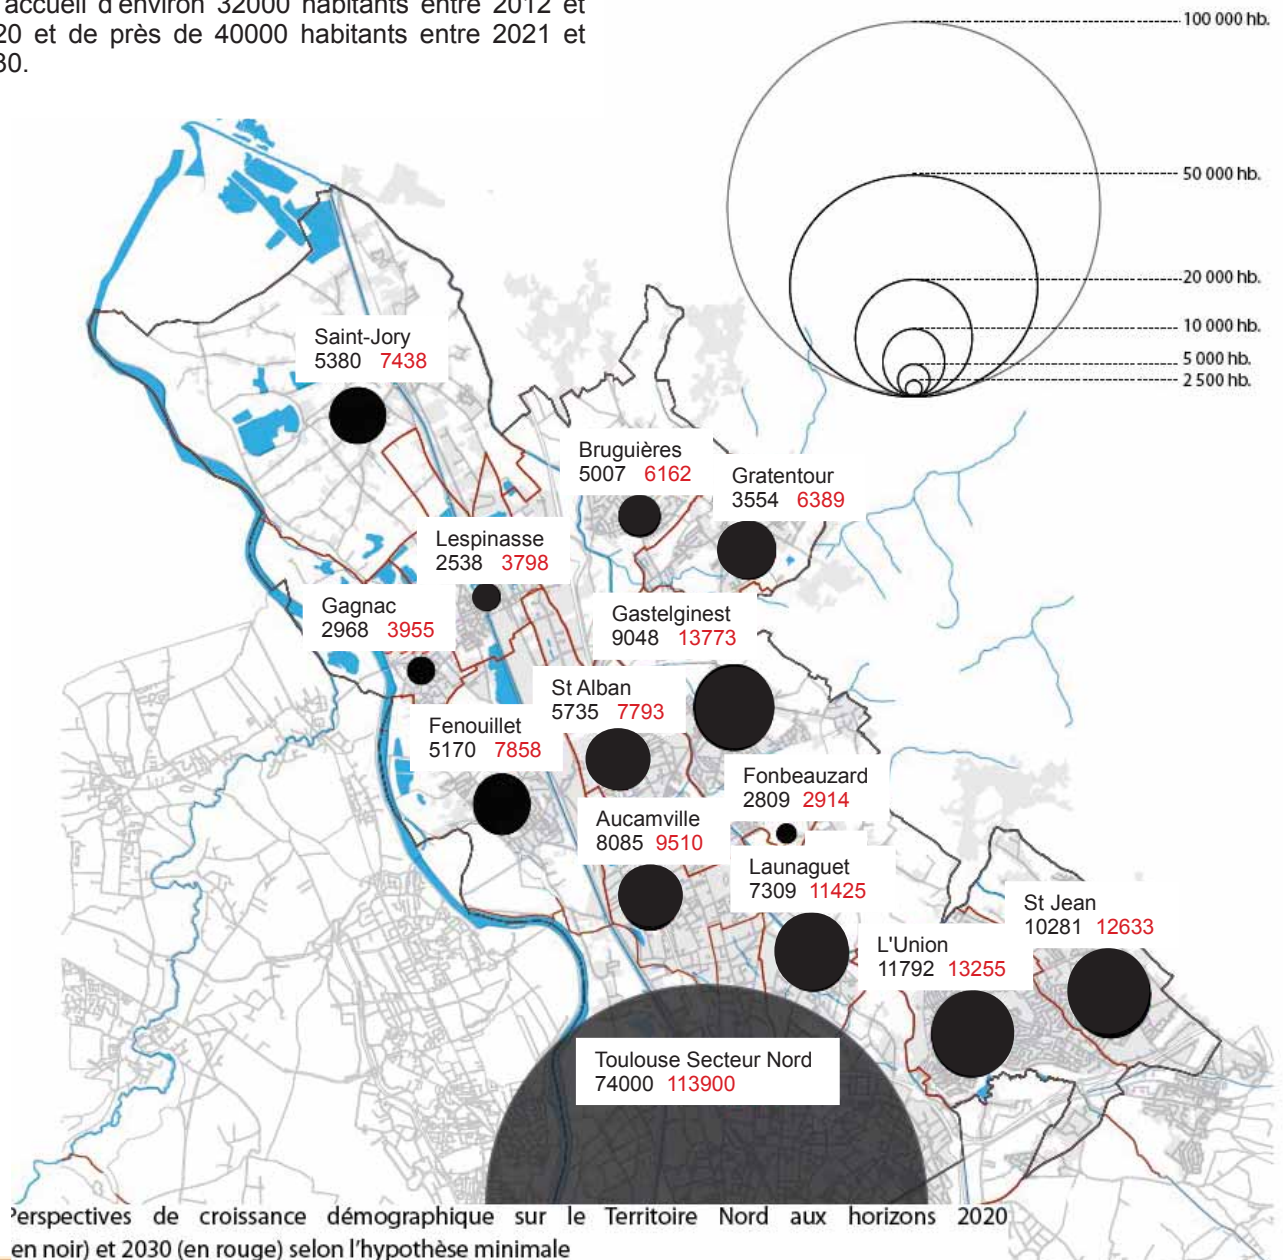 accueil d'environ 32000 habitants entre 2012 et
20 et de près de 40000 habitants entre 2021 et
30.
100 000 hb.
50 000 hb.
20 000 hb.
10 000 hb.
5 000 hb.
2 500 hb.
Saint-Jory
5380 7438
Bruguières
5007 6162
Gratentour
3554 6389
Lespinasse
2538 3798
Gagnac
2968 3955
Gastelginest
9048 13773
St Alban
5735 7793
Fenouillet
5170 7858
Fonbeauzard
2809 2914
Aucamville
8085 9510
Launaguet
7309 11425
St Jean
10281 12633
L'Union
11792 13255
Toulouse Secteur Nord
74000 113900
Perspectives de croissance démographique sur le Territoire Nord aux horizons 2020
en noir) et 2030 (en rouge) selon l'hypothèse minimale